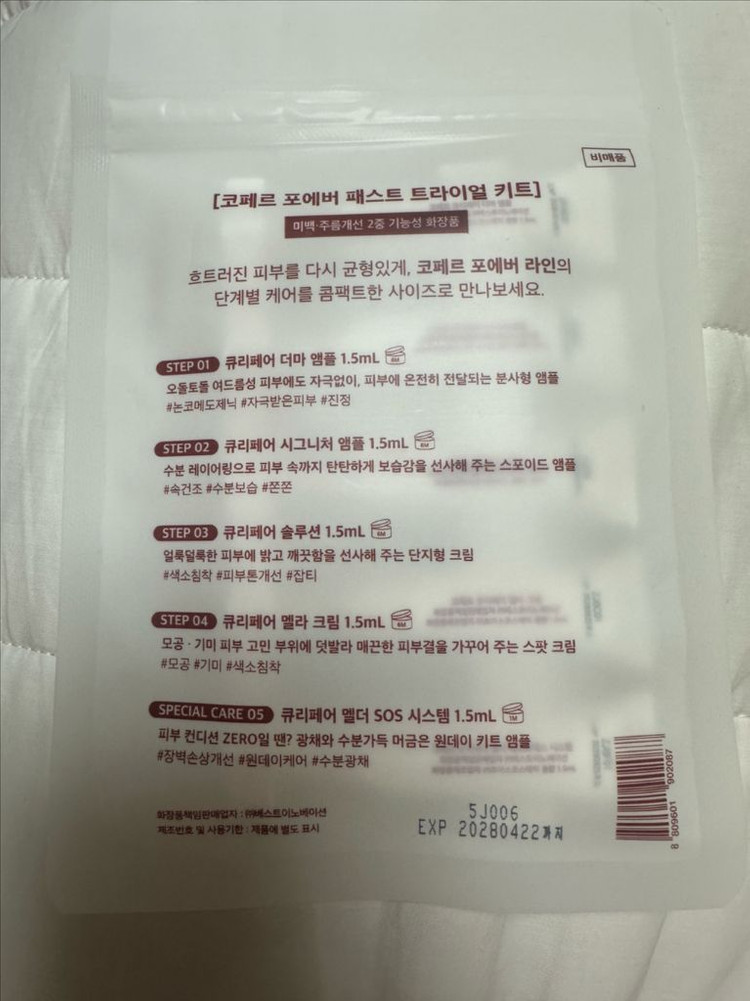 비매품
[코페르 포에버 패스트 트라이얼 키트]
미백·주름개선 2중 기능성 화장품
흐트러진 피부를 다시 균형있게, 코페르 포에버 라인의
단계별 케어를 콤팩트한 사이즈로 만나보세요.
STEP 01 큐리페어 더마 앰플 1.5mL 6M
오돌토돌 여드름성 피부에도 자극없이, 피부에 온전히 전달되는 분사형 앰플
#논코메도제닉 #자극받은피부 #진정
STEP 02 큐리페어 시그니처 앰플 1.5mL 6M
수분 레이어링으로 피부 속까지 탄탄하게 보습감을 선사해 주는 스포이드 앰플
#속건조 #수분보습 #쫀쫀
STEP 03 큐리페어 솔루션 1.5mL 6M
얼룩덜룩한 피부에 밝고 깨끗함을 선사해 주는 단지형 크림
#색소침착 #피부톤개선 #잡티
STEP 04 큐리페어 멜라 크림 1.5mL 6M
모공·기미 피부 고민 부위에 덧발라 매끈한 피부결을 가꾸어 주는 스팟 크림
#모공 #기미 #색소침착
SPECIAL CARE 05 큐리페어 멜더 SOS 시스템 1.5mL 1M
피부 컨디션 ZERO일 땐? 광채와 수분가득 머금은 원데이 키트 앰플
#장벽손상개선 #원데이케어 #수분광채
화장품책임판매업자 : ㈜베스트이노베이션
제조번호 및 사용기한 : 제품에 별도 표시
5J006
EXP 20280422까지
8 809601 902087